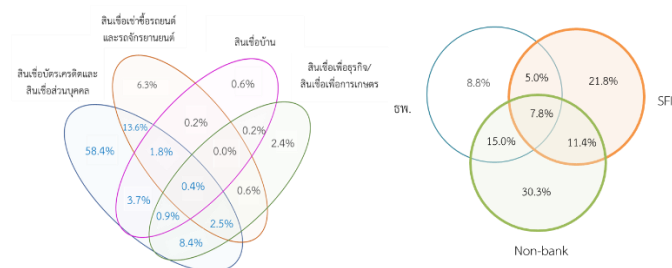 สินเชื่อเช่าซื้อรถยนต์
และรถจักรยานยนต์
สินเชื่อบ้าน
สินเชื่อบัตรเครดิตและ
สินเชื่อส่วนบุคคล
สินเชื่อเพื่อธุรกิจ/
สินเชื่อเพื่อการเกษตร
6.3%
0.6%
13.6%
0.2%
0.2%
2.4%
58.4%
1.8%
0.0%
0.4%
0.6%
3.7%
0.9%
2.5%
8.4%
ธพ.
SFI
8.8%
5.0%
21.8%
7.8%
15.0%
11.4%
30.3%
Non-bank